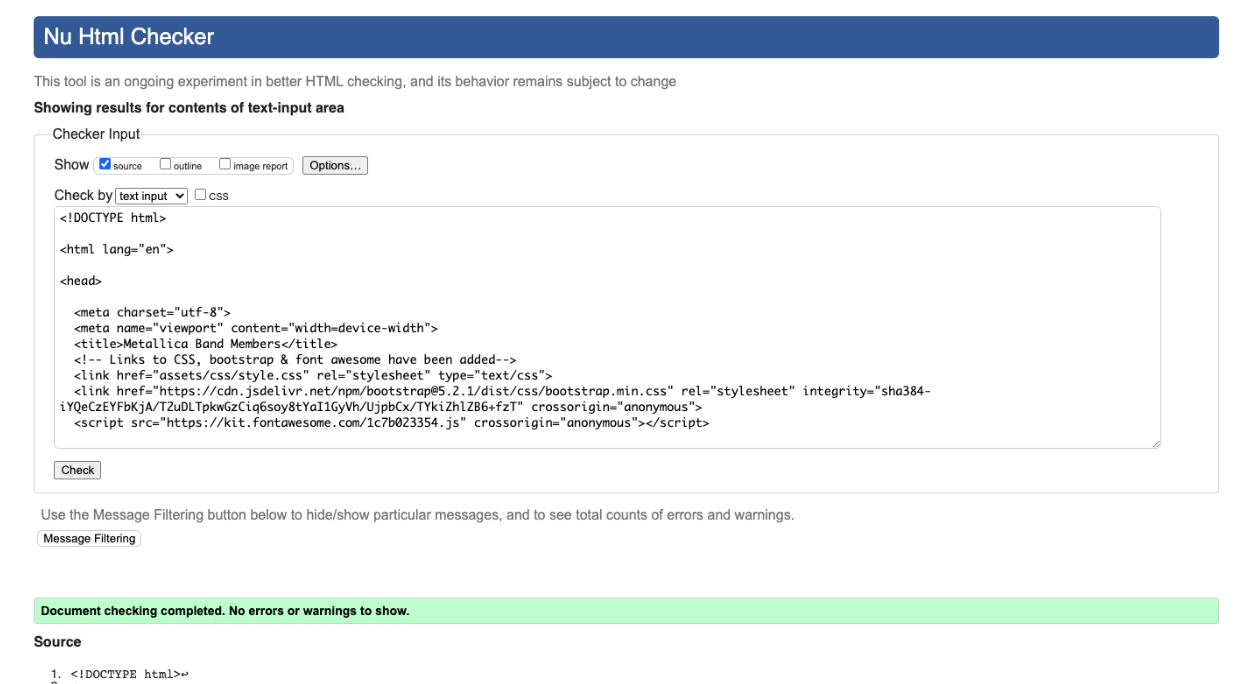 Nu Html Checker
This tool is an ongoing experiment in better HTML checking, and its behavior remains subject to change
Showing results for contents of text-input area
Checker Input
Show source outline image report Options...
Check by text input css
<!DOCTYPE html>
<html lang="en">
<head>
<meta charset="utf-8">
<meta name="viewport" content="width=device-width">
<title>Metallica Band Members</title>
<!-- Links to CSS, bootstrap & font awesome have been added-->
<link href="assets/css/style.css" rel="stylesheet" type="text/css">
<link href="https://cdn.jsdelivr.net/npm/bootstrap@5.2.1/dist/css/bootstrap.min.css" rel="stylesheet" integrity="sha384-
iYQeCzEYFbKjA/T2uDLTpkwGzCiq6soy8tYaI1GyVh/UjpbCx/TYkiZhlZB6+fzT" crossorigin="anonymous">
<script src="https://kit.fontawesome.com/1c7b023354.js" crossorigin="anonymous"></script>
Check
Use the Message Filtering button below to hide/show particular messages, and to see total counts of errors and warnings.
Message Filtering
Document checking completed. No errors or warnings to show.
Source
1. <!DOCTYPE html>↩